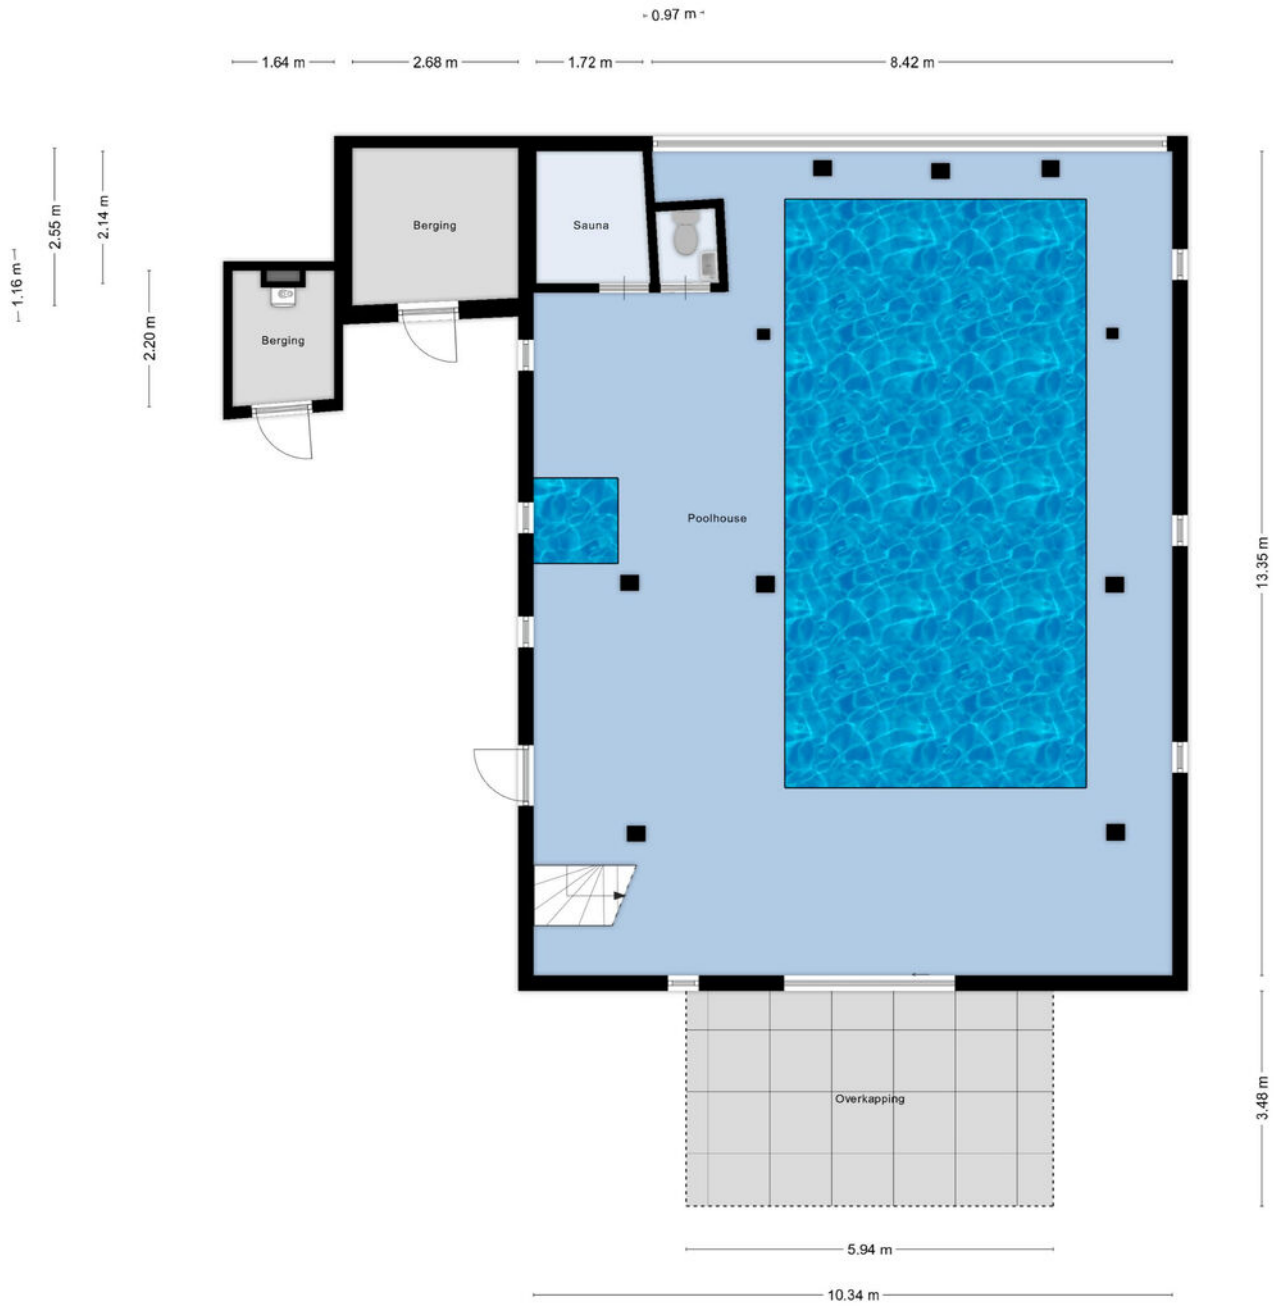 0.97 m
1.64 m
2.68 m
1.72 m
8.42 m
2.55 m
2.14 m
1.16 m
2.20 m
Berging
Sauna
Berging
Poolhouse
13.35 m
Overkapping
3.48 m
5.94 m
10.34 m